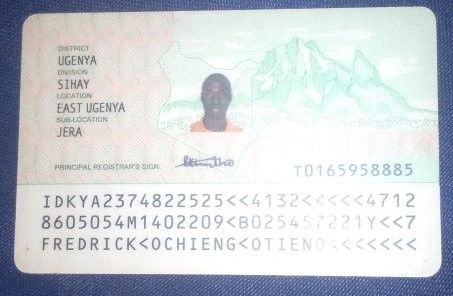 DISTRICT
UGENYA
DIVISION
SIHAY
LOCATION
EAST UGENYA
SUB-LOCATION
JERA
PRINCIPAL REGISTRAR'S SIGN.
TD165958885
IDKYA2374822525<<4132<<<<<4712
8605054M1402209<B025457221Y<<7
FREDRICK<OCHIENG<OTIENO<<<<<<<